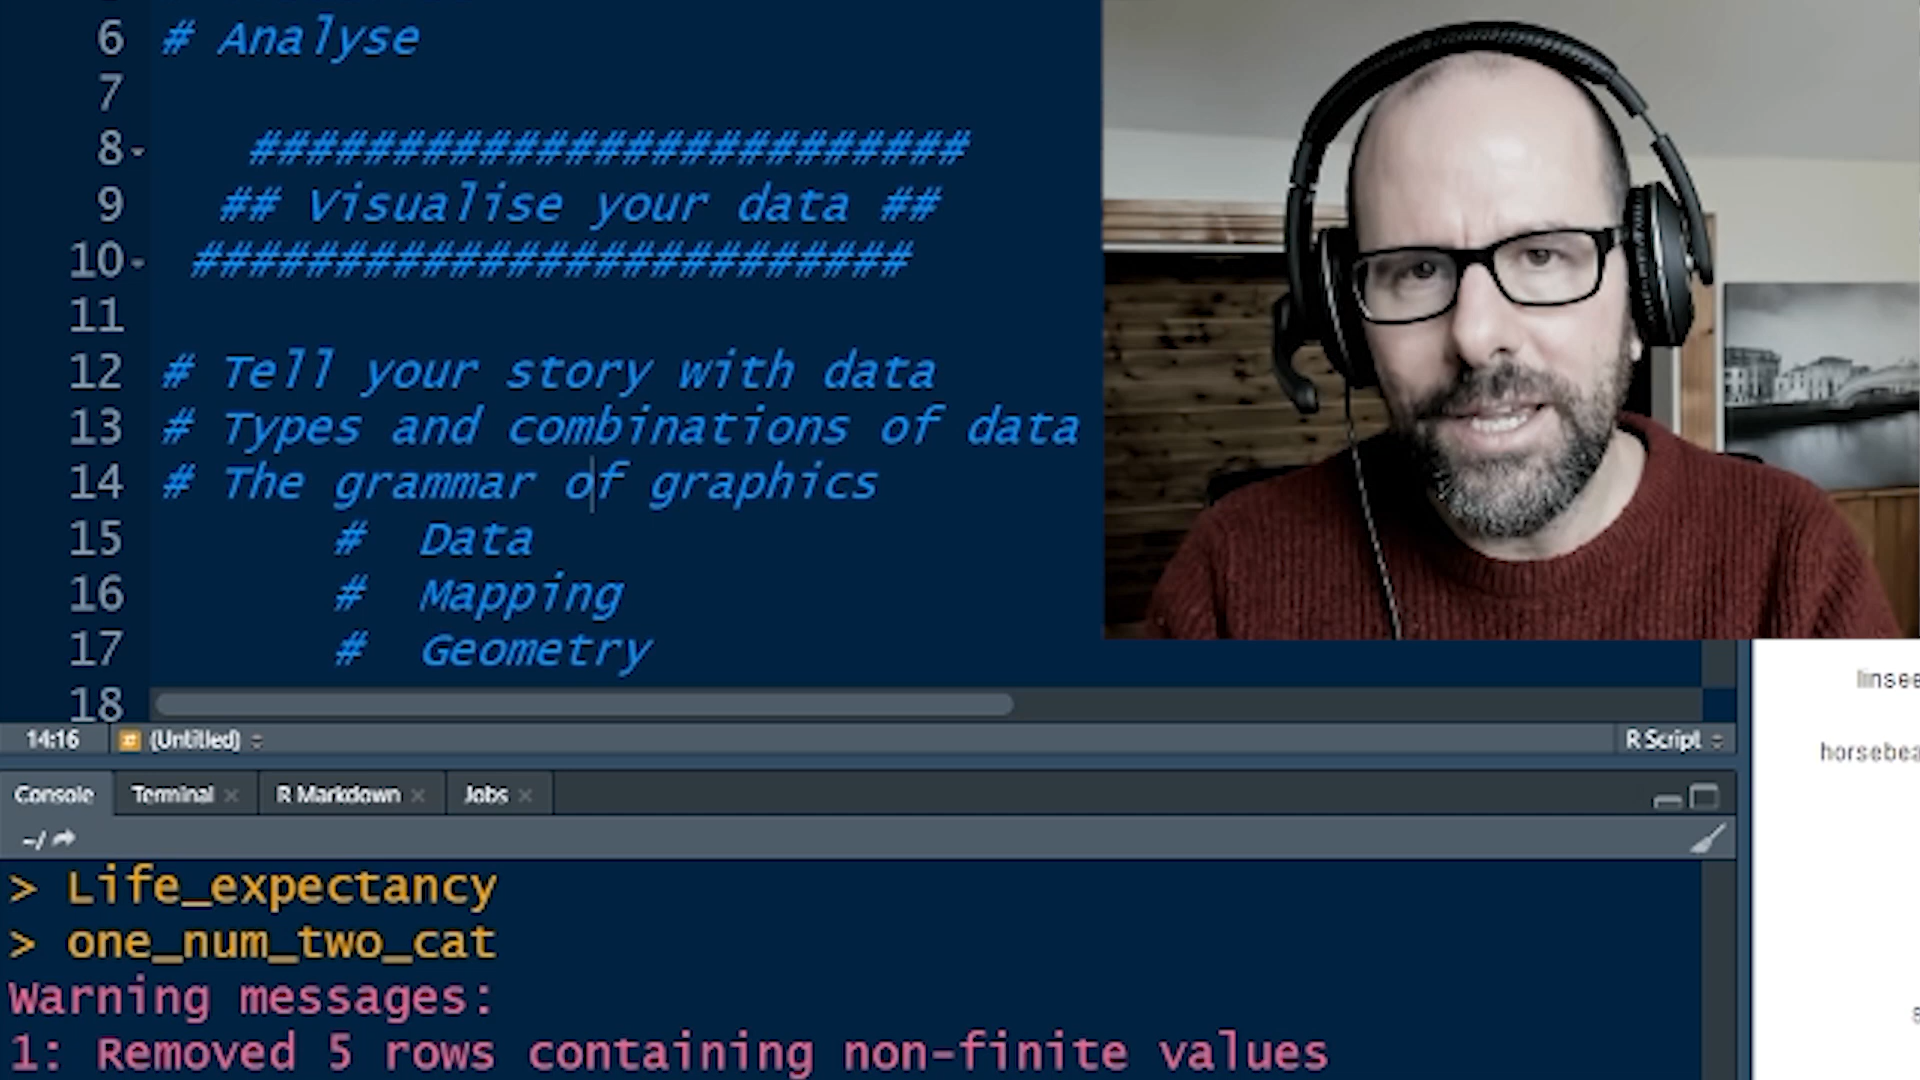 6 # Analyse
7
8 #########################
9 ## Visualise your data ##
10 #########################
11
12 # Tell your story with data
13 # Types and combinations of data
14 # The grammar of graphics
15 # Data
16 # Mapping
17 # Geometry
18
14:16 (Untitled) R Script
Console Terminal R Markdown Jobs
~/
> Life_expectancy
> one_num_two_cat
Warning messages:
1: Removed 5 rows containing non-finite values
linsee
horsebea